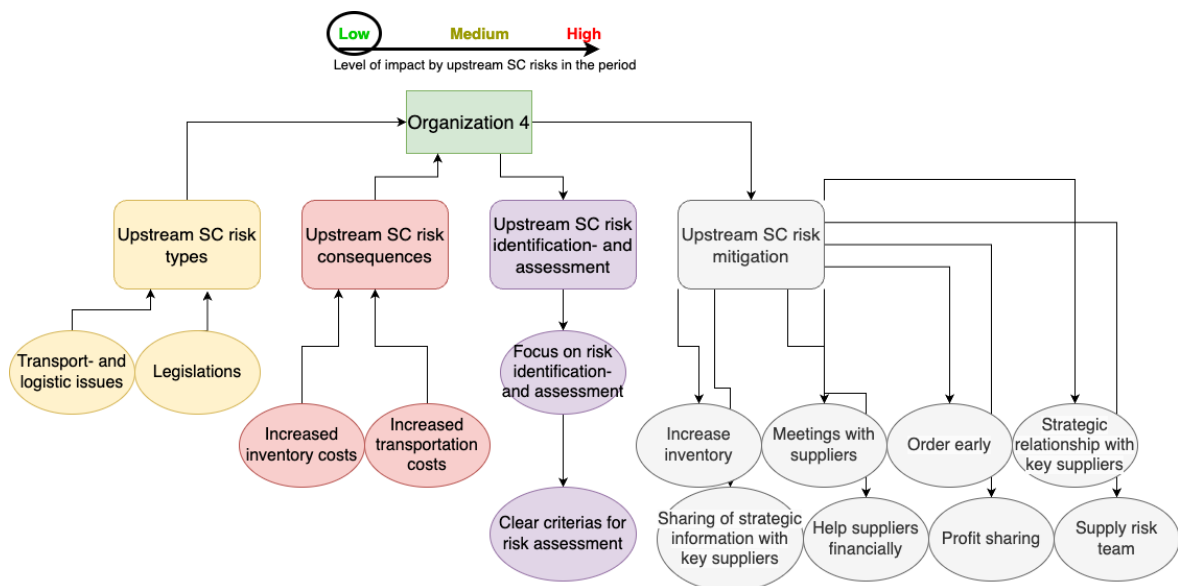 Low
Medium
High
Level of impact by upstream SC risks in the period
Organization 4
Upstream SC risk
types
Upstream SC risk
consequences
Upstream SC risk
identification- and
assessment
Upstream SC risk
mitigation
Transport- and
logistic issues
Legislations
Focus on risk
identification-
and assessment
Increased
inventory costs
Increased
transportation
costs
Increase
inventory
Meetings with
suppliers
Order early
Strategic
relationship with
key suppliers
Clear criterias for
risk assessment
Sharing of strategic
information with
key suppliers
Help suppliers
financially
Profit sharing
Supply risk
team